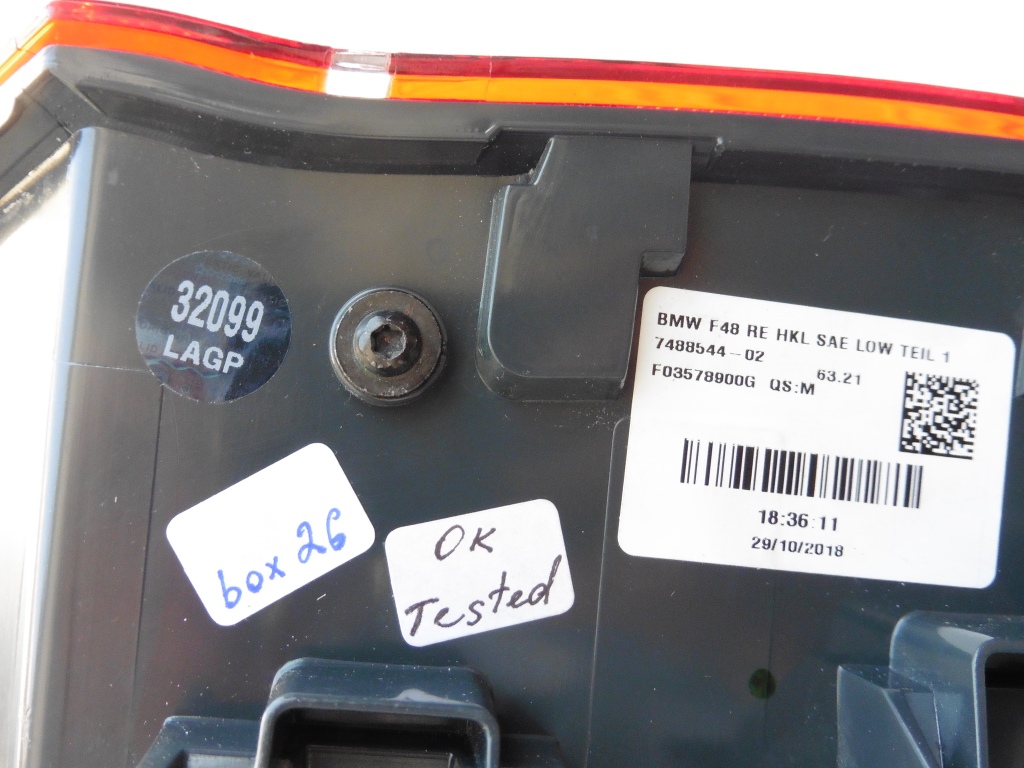 32099
LAGP
BMW F48 RE HKL SAE LOW TEIL 1
7488544-02
63.21
F03578900G QS:M
18:36:11
29/10/2018
box 26
OK
Tested